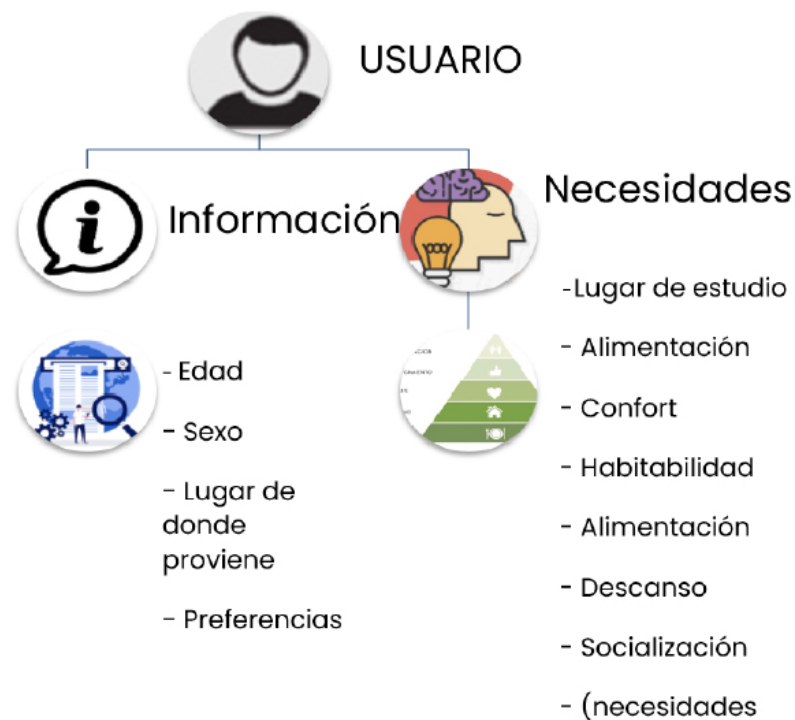 USUARIO
Información
Necesidades
- Edad
- Sexo
- Lugar de
donde
proviene
- Preferencias
-Lugar de estudio
- Alimentación
- Confort
- Habitabilidad
- Alimentación
- Descanso
- Socialización
- (necesidades